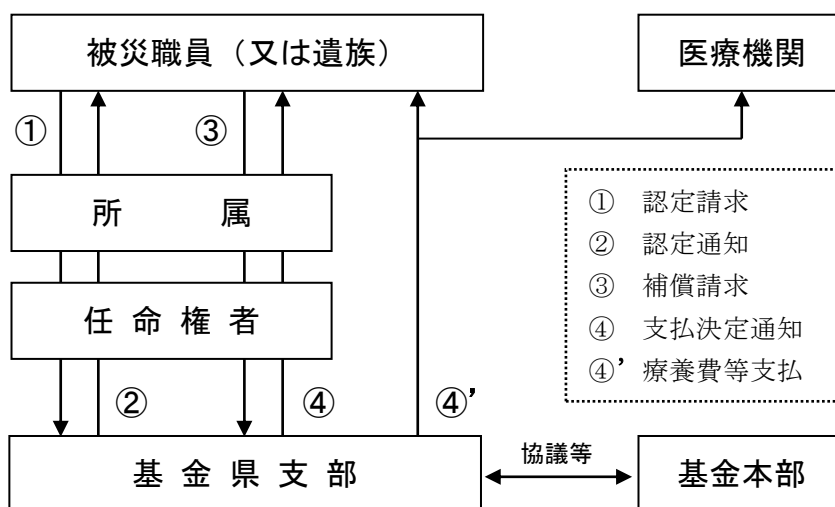 被災職員（又は遺族）
医療機関
①
③
所属
任命権者
②
④
④’
基金県支部
協議等
基金本部
① 認定請求
② 認定通知
③ 補償請求
④ 支払決定通知
④’ 療養費等支払